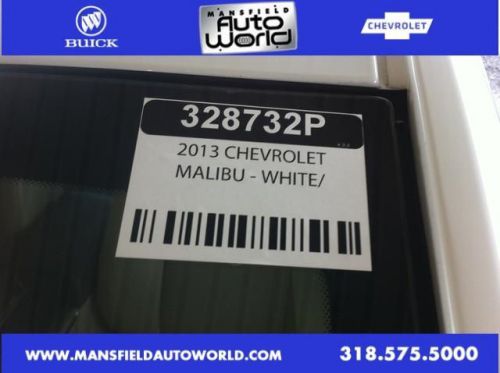 BUICK
MANSFIELD
Auto
World
CHEVROLET
328732P
2013 CHEVROLET
MALIBU - WHITE/
WWW.MANSFIELDAUTOWORLD.COM
318.575.5000